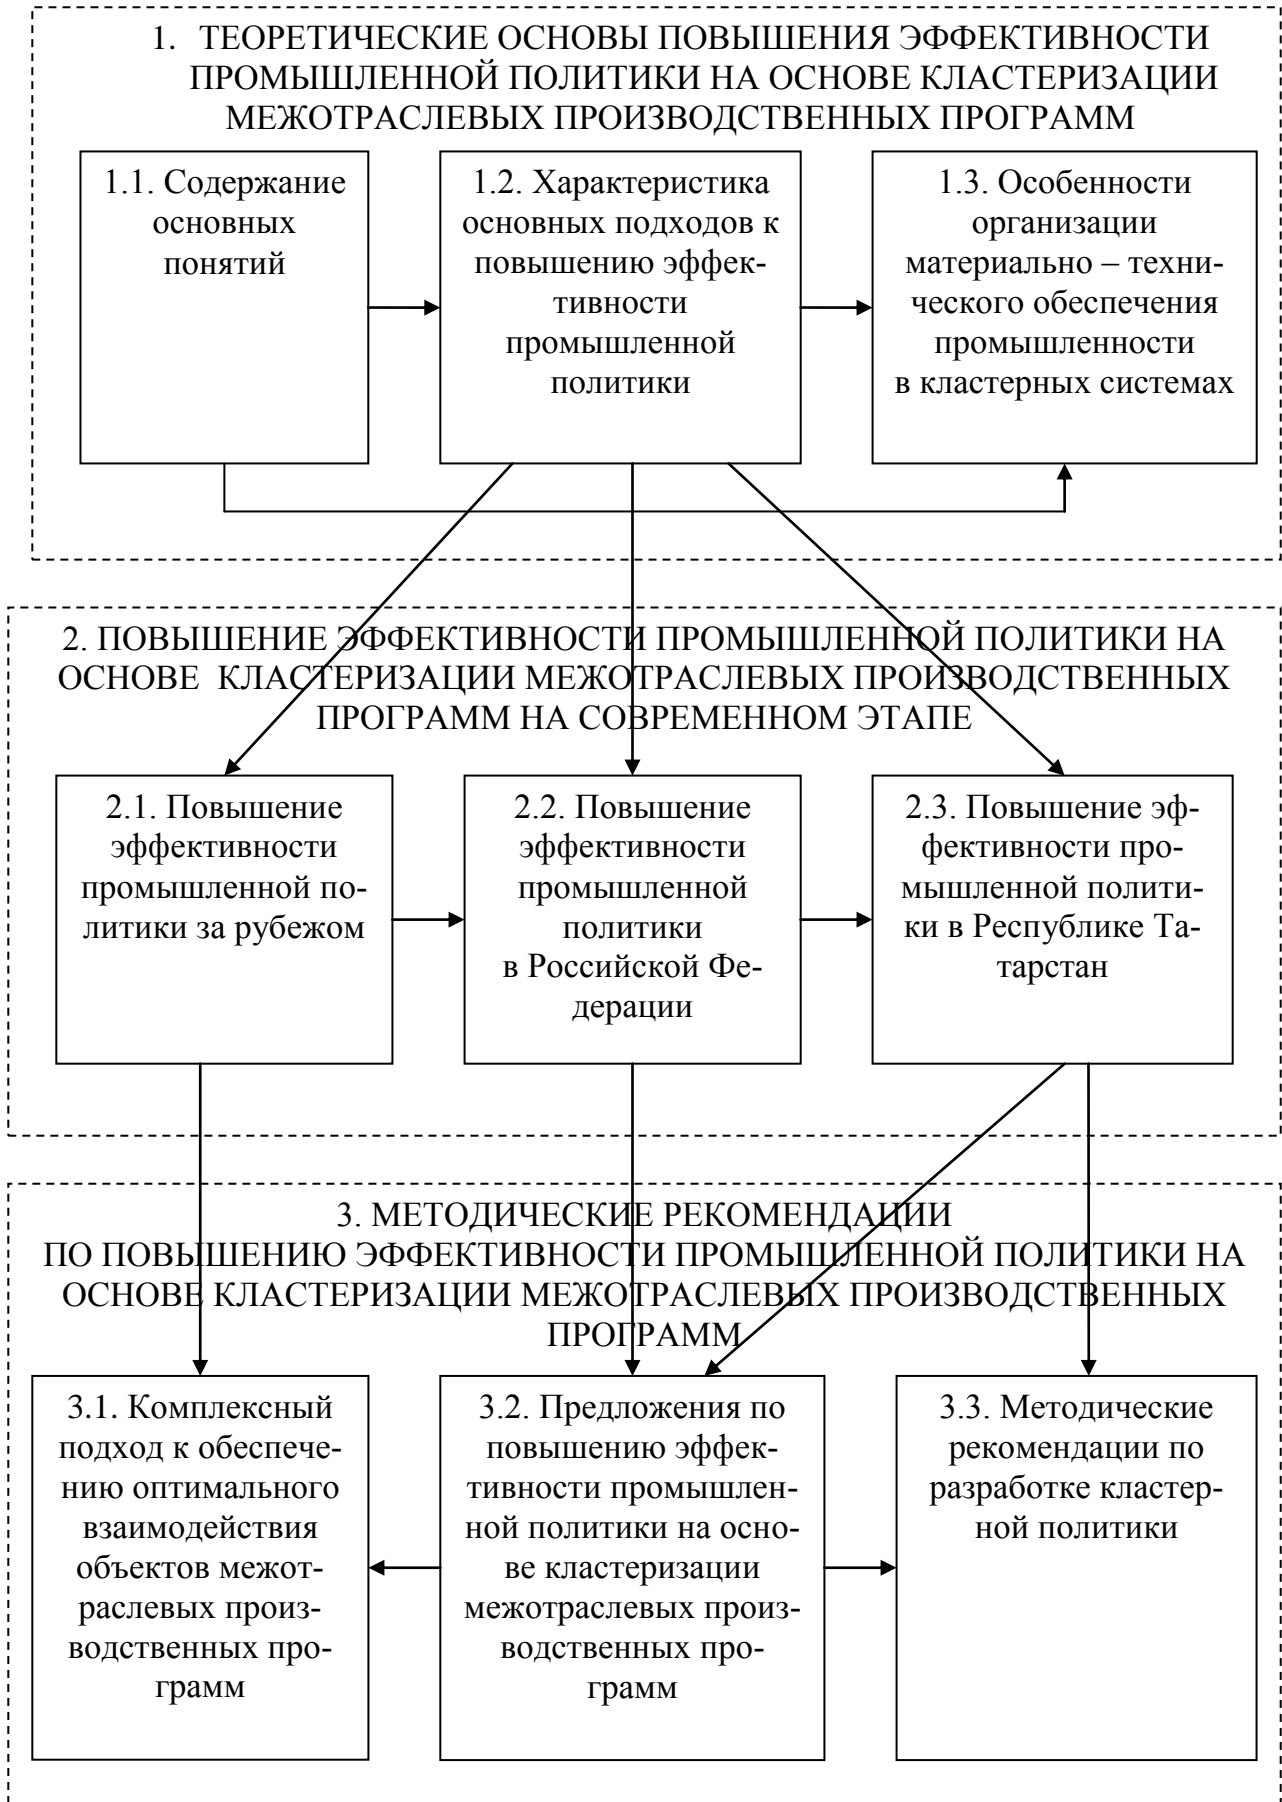 1. ТЕОРЕТИЧЕСКИЕ ОСНОВЫ ПОВЫШЕНИЯ ЭФФЕКТИВНОСТИ
ПРОМЫШЛЕННОЙ ПОЛИТИКИ НА ОСНОВЕ КЛАСТЕРИЗАЦИИ
МЕЖОТРАСЛЕВЫХ ПРОИЗВОДСТВЕННЫХ ПРОГРАММ
1.1. Содержание
основных
понятий
1.2. Характеристика
основных подходов к
повышению эффек-
тивности
промышленной
политики
1.3. Особенности
организации
материально – техни-
ческого обеспечения
промышленности
в кластерных системах
2. ПОВЫШЕНИЕ ЭФФЕКТИВНОСТИ ПРОМЫШЛЕННОЙ ПОЛИТИКИ НА
ОСНОВЕ КЛАСТЕРИЗАЦИИ МЕЖОТРАСЛЕВЫХ ПРОИЗВОДСТВЕННЫХ
ПРОГРАММ НА СОВРЕМЕННОМ ЭТАПЕ
2.1. Повышение
эффективности
промышленной по-
литики за рубежом
2.2. Повышение
эффективности
промышленной
политики
в Российской Фе-
дерации
2.3. Повышение эф-
фективности про-
мышленной полити-
ки в Республике Та-
тарстан
3. МЕТОДИЧЕСКИЕ РЕКОМЕНДАЦИИ
ПО ПОВЫШЕНИЮ ЭФФЕКТИВНОСТИ ПРОМЫШЛЕННОЙ ПОЛИТИКИ НА
ОСНОВЕ КЛАСТЕРИЗАЦИИ МЕЖОТРАСЛЕВЫХ ПРОИЗВОДСТВЕННЫХ
ПРОГРАММ
3.1. Комплексный
подход к обеспече-
нию оптимального
взаимодействия
объектов межот-
раслевых произ-
водственных про-
грамм
3.2. Предложения по
повышению эффек-
тивности промышлен-
ной политики на осно-
ве кластеризации
межотраслевых произ-
водственных про-
грамм
3.3. Методические
рекомендации по
разработке кластер-
ной политики